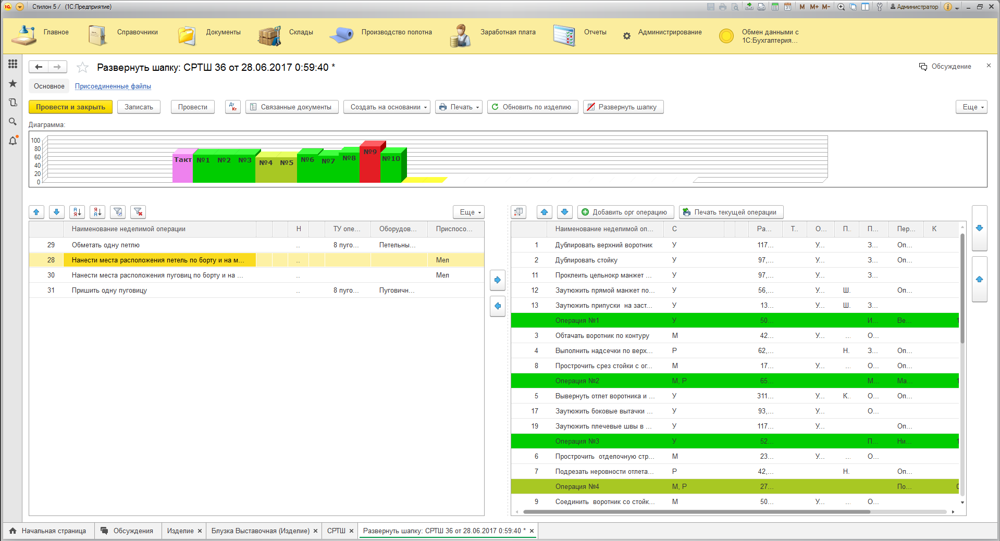 Стилон 5 / (1С:Предприятие)
M M+ M- Администратор
Главное Справочники Документы Склады Производство полотна Заработная плата Отчеты Администрирование Обмен данными с 1С:Бухгалтерия...
Развернуть шапку: СРТШ 36 от 28.06.2017 0:59:40 *
Обсуждение
Основное Присоединенные файлы
Провести и закрыть Записать Провести Дт Кт Связанные документы Создать на основании Печать Обновить по изделию Развернуть шапку Еще
Диаграмма:
100
80
60
40
20
0
Такт №1 №2 №3 №4 №5 №6 №7 №8 №9 №10
Еще
Наименование неделимой операции Н ТУ опе... Оборудов... Приспосо...
29 Обметать одну петлю .. 8 пуго... Петельны...
28 Нанести места расположения петель по борту и на м... .. Мел
30 Нанести места расположения пуговиц по борту и на ... .. Мел
31 Пришить одну пуговицу .. 8 пуго... Пуговичн...
Добавить орг операцию Печать текущей операции
Наименование неделимой оп... С Ра... Т.. О... П.. П... Пер... К
1 Дублировать верхний воротник У 117... У... З... Оп...
2 Дублировать стойку У 97,... У... З... Оп...
11 Проклеить цельнокр манжет ... У 97,... У... З...
12 Заутюжить прямой манжет по... У 56,... У... Ш. Оп...
13 Заутюжить припуски на заст... У 13... У... Ш. З...
Операция №1 У 50... И... Ве... 1
3 Обтачать воротник по контуру М 42... У... ... О...
4 Выполнить надсечки по верх... Р 62,... Н. З... Оп...
8 Прострочить срез стойки с ог... М 17... У... ... О... Оп...
Операция №2 М, Р 65... М... Ма... 1
5 Вывернуть отлет воротника и ... У 311... У... К.. О... Оп...
17 Заутюжить боковые вытачки ... У 93,... У... О...
19 Заутюжить плечевые швы в ... У 117... У... Оп...
Операция №3 У 52... П... Ни... 1
6 Прострочить отделочную стр... М 23... У... ... О...
7 Подрезать неровности отлета... Р 42,... Н. Оп...
Операция №4 М, Р 27... По... 0
9 Соединить воротник со стойк... М 50... У... ... О...
Начальная страница Обсуждения Изделие Блузка Выставочная (Изделие) СРТШ Развернуть шапку: СРТШ 36 от 28.06.2017 0:59:40 *